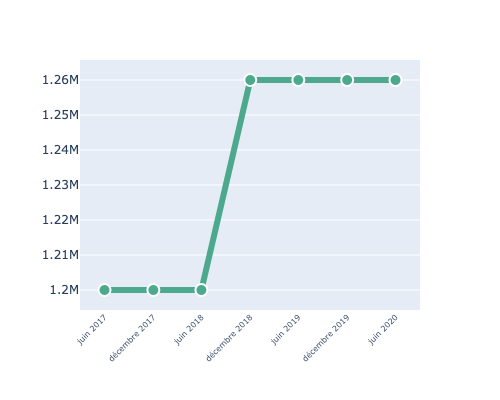 1.26M
1.25M
1.24M
1.23M
1.22M
1.21M
1.2M
juin 2017
décembre 2017
juin 2018
décembre 2018
juin 2019
décembre 2019
juin 2020